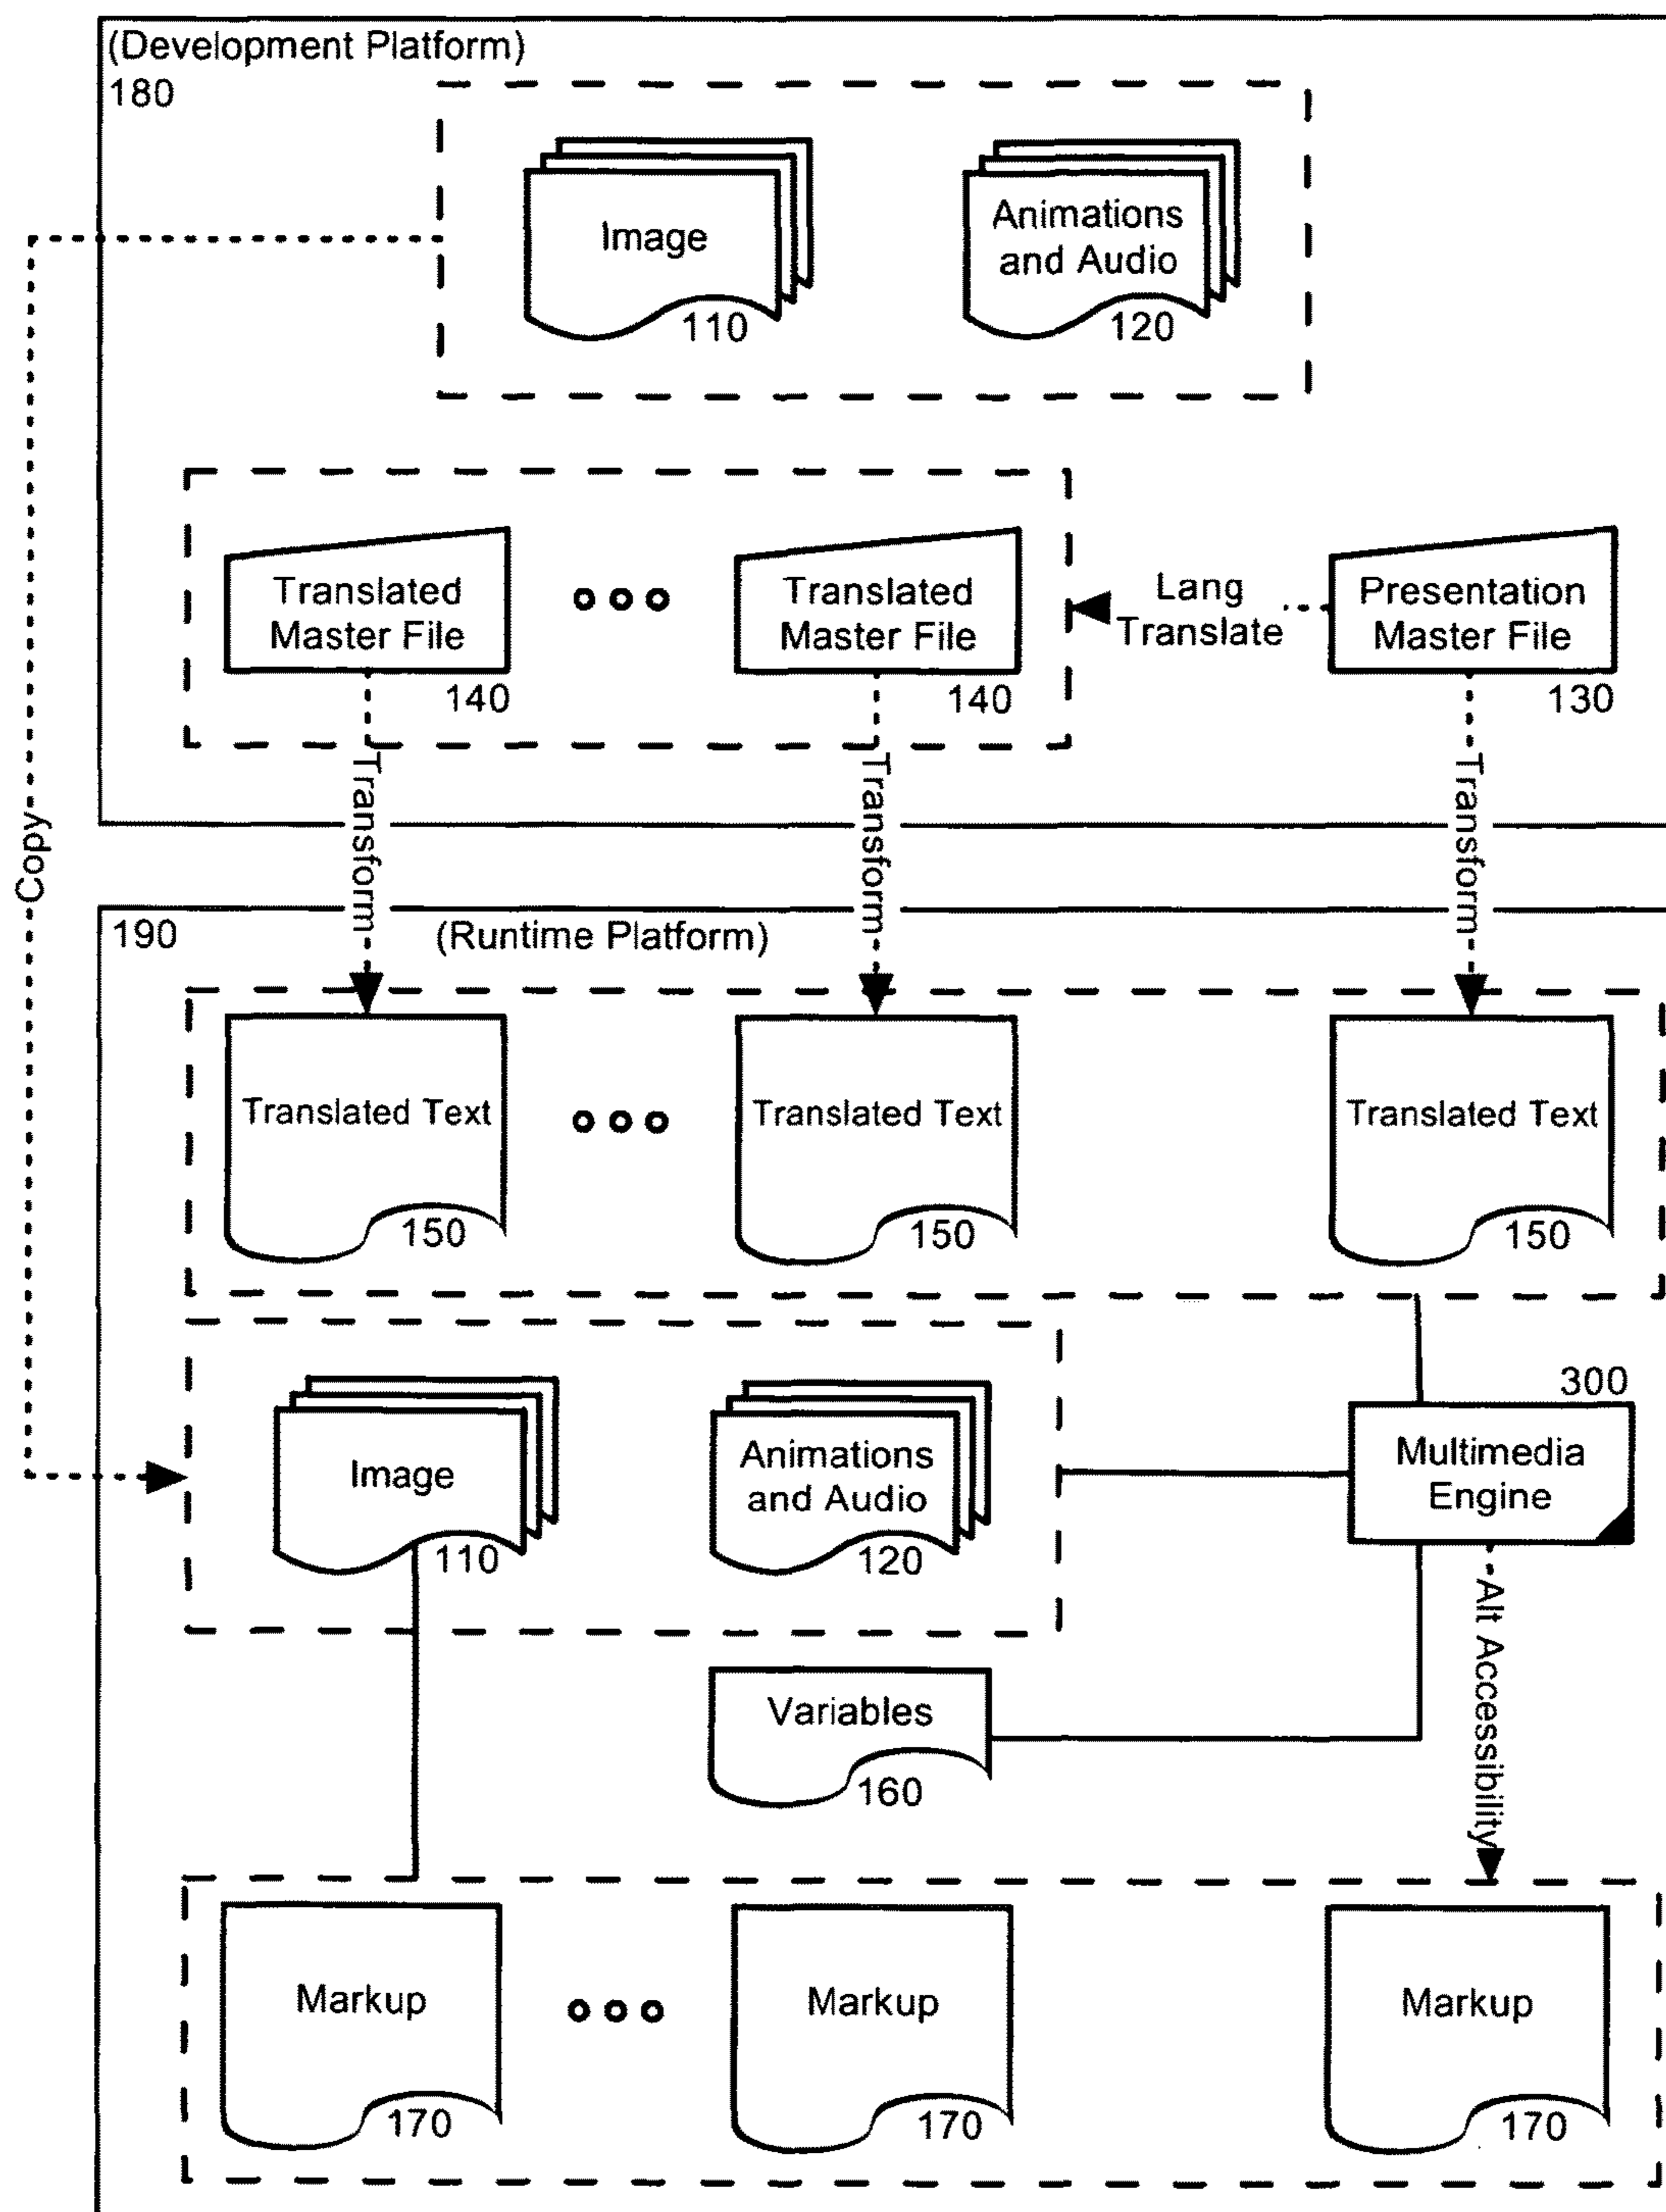 (Development Platform)
180
Image
110
Animations
and Audio
120
Translated
Master File
140
Translated
Master File
140
Lang
Translate
Presentation
Master File
130
Transform
Transform
Transform
Copy
190
(Runtime Platform)
Translated Text
150
Translated Text
150
Translated Text
150
Image
110
Animations
and Audio
120
300
Multimedia
Engine
Alt Accessibility
Variables
160
Markup
170
Markup
170
Markup
170